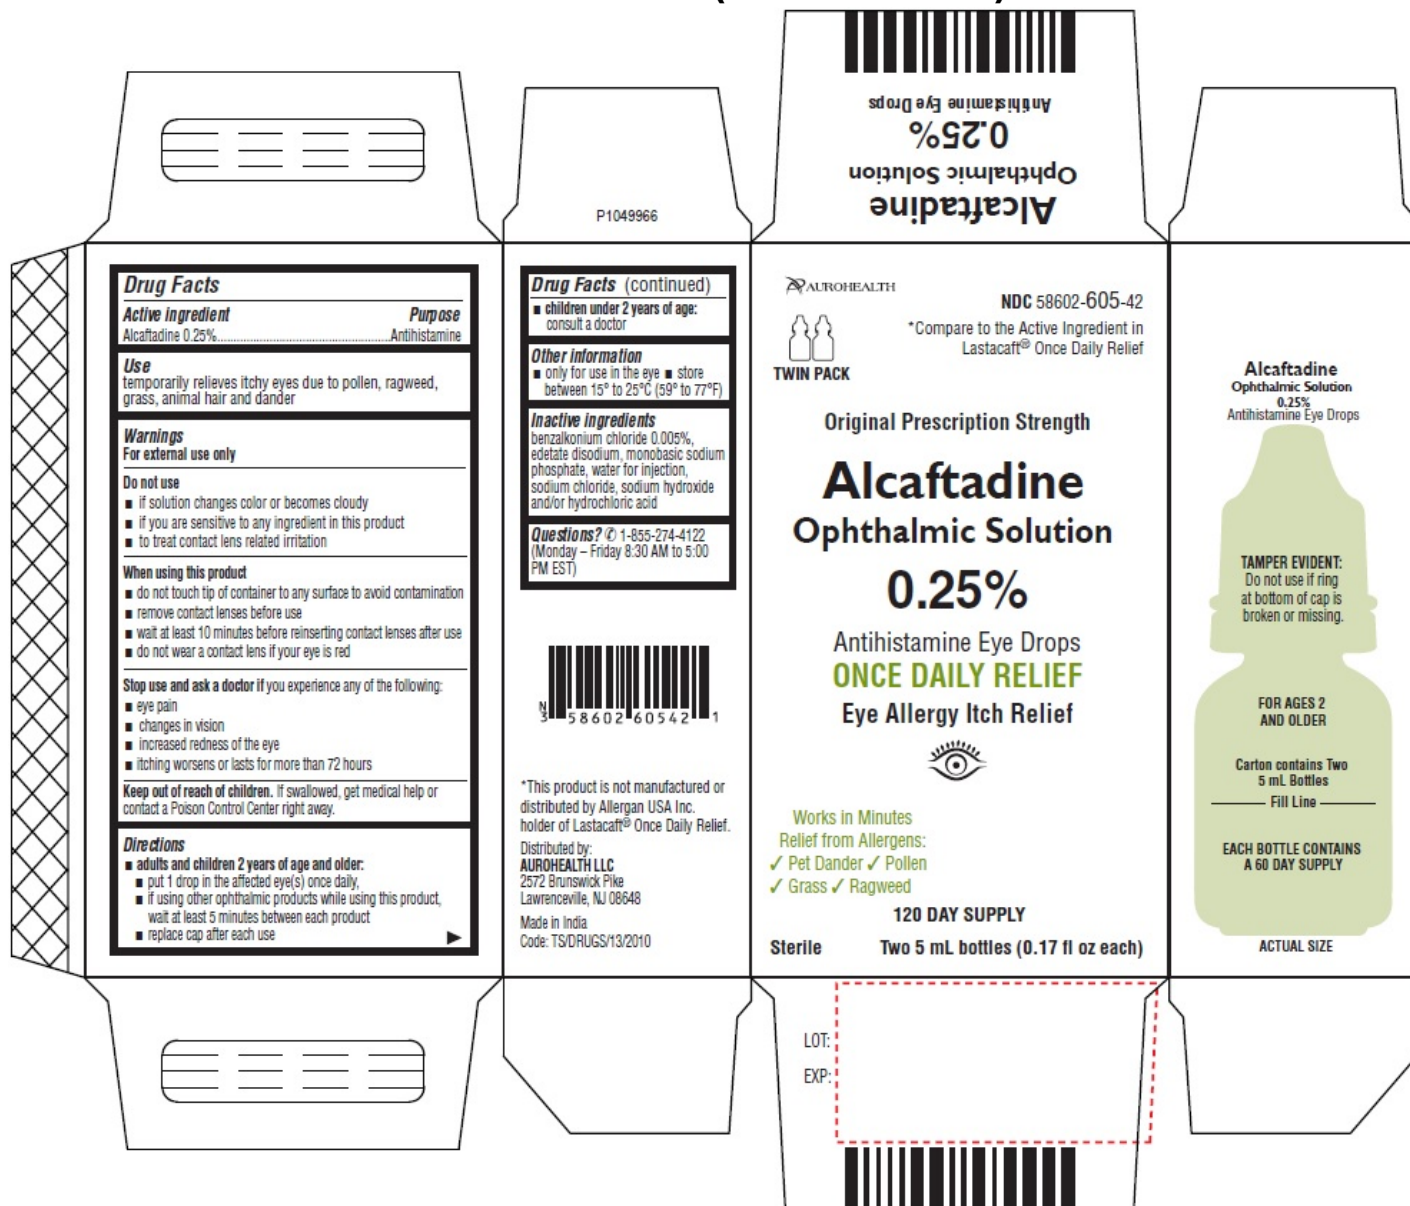 Antihistamine Eye Drops
0.25%
Ophthalmic Solution
Alcaftadine
P1049966
Drug Facts
Active ingredient Purpose
Alcaftadine 0.25%......................................................Antihistamine
Use
temporarily relieves itchy eyes due to pollen, ragweed,
grass, animal hair and dander
Warnings
For external use only
Do not use
■ if solution changes color or becomes cloudy
■ if you are sensitive to any ingredient in this product
■ to treat contact lens related irritation
When using this product
■ do not touch tip of container to any surface to avoid contamination
■ remove contact lenses before use
■ wait at least 10 minutes before reinserting contact lenses after use
■ do not wear a contact lens if your eye is red
Stop use and ask a doctor if you experience any of the following:
■ eye pain
■ changes in vision
■ increased redness of the eye
■ itching worsens or lasts for more than 72 hours
Keep out of reach of children. If swallowed, get medical help or
contact a Poison Control Center right away.
Directions
■ adults and children 2 years of age and older:
■ put 1 drop in the affected eye(s) once daily,
■ if using other ophthalmic products while using this product,
wait at least 5 minutes between each product
■ replace cap after each use
Drug Facts (continued)
■ children under 2 years of age:
consult a doctor
Other information
■ only for use in the eye ■ store
between 15° to 25°C (59° to 77°F)
Inactive ingredients
benzalkonium chloride 0.005%,
edetate disodium, monobasic sodium
phosphate, water for injection,
sodium chloride, sodium hydroxide
and/or hydrochloric acid
Questions? ✆ 1-855-274-4122
(Monday – Friday 8:30 AM to 5:00
PM EST)
N
3 58602 60542 1
*This product is not manufactured or
distributed by Allergan USA Inc.
holder of Lastacaft® Once Daily Relief.
Distributed by:
AUROHEALTH LLC
2572 Brunswick Pike
Lawrenceville, NJ 08648
Made in India
Code: TS/DRUGS/13/2010
AUROHEALTH
NDC 58602-605-42
*Compare to the Active Ingredient in
Lastacaft® Once Daily Relief
TWIN PACK
Original Prescription Strength
Alcaftadine
Ophthalmic Solution
0.25%
Antihistamine Eye Drops
ONCE DAILY RELIEF
Eye Allergy Itch Relief
Works in Minutes
Relief from Allergens:
✓ Pet Dander ✓ Pollen
✓ Grass ✓ Ragweed
120 DAY SUPPLY
Sterile Two 5 mL bottles (0.17 fl oz each)
LOT:
EXP:
Alcaftadine
Ophthalmic Solution
0.25%
Antihistamine Eye Drops
TAMPER EVIDENT:
Do not use if ring
at bottom of cap is
broken or missing.
FOR AGES 2
AND OLDER
Carton contains Two
5 mL Bottles
Fill Line
EACH BOTTLE CONTAINS
A 60 DAY SUPPLY
ACTUAL SIZE